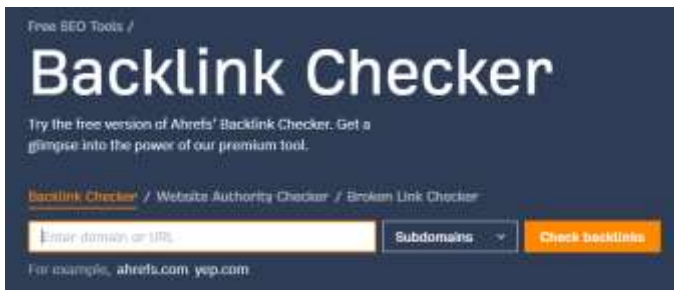 Free SEO Tools /
Backlink Checker
Try the free version of Ahrefs' Backlink Checker. Get a
glimpse into the power of our premium tool.
Backlink Checker / Website Authority Checker / Broken Link Checker
Enter domain or URL Subdomains Check backlinks
For example, ahrefs.com yep.com